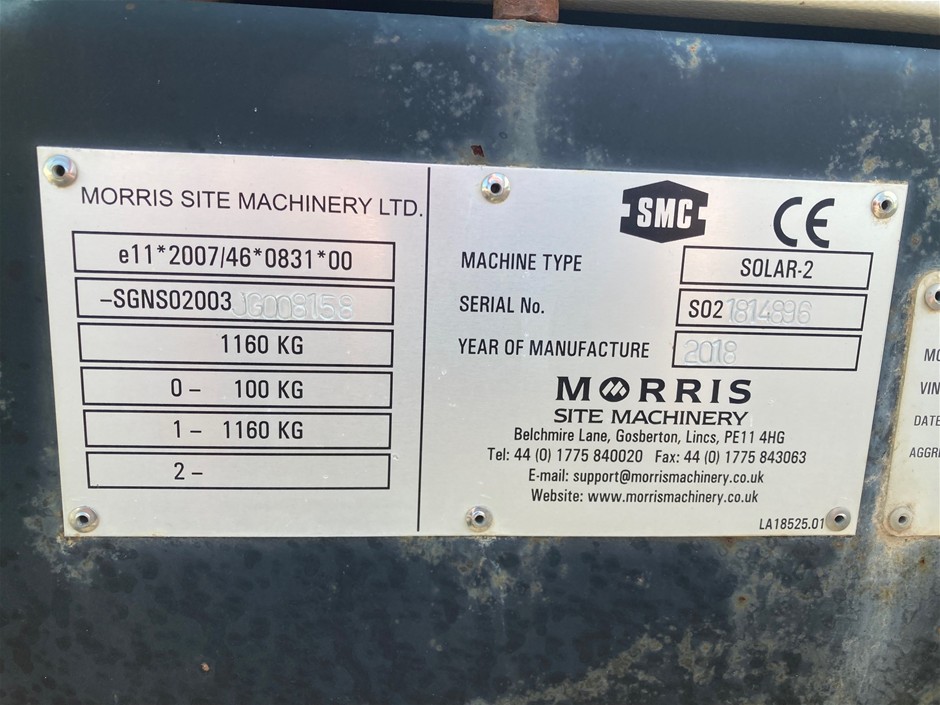 MORRIS SITE MACHINERY LTD.
e11*2007/46*0831*00
–SGNS02003JG008158
1160 KG
0 – 100 KG
1 – 1160 KG
2 –
SMC
CE
MACHINE TYPE SOLAR-2
SERIAL No. S021814896
YEAR OF MANUFACTURE 2018
MORRIS
SITE MACHINERY
Belchmire Lane, Gosberton, Lincs, PE11 4HG
Tel: 44 (0) 1775 840020 Fax: 44 (0) 1775 843063
E-mail: support@morrismachinery.co.uk
Website: www.morrismachinery.co.uk
LA18525.01
VIN
DATE